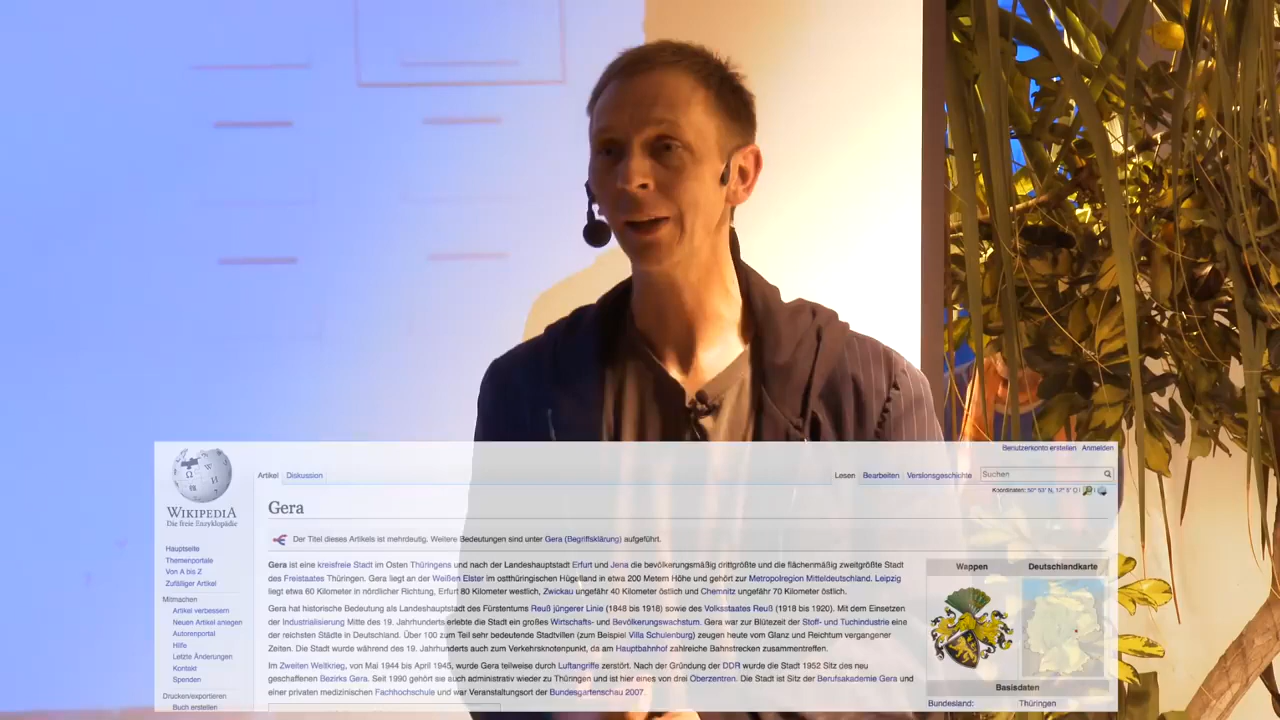 Benutzerkonto erstellen Anmelden
Artikel Diskussion Lesen Bearbeiten Versionsgeschichte Suchen
WIKIPEDIA
Die freie Enzyklopädie
Koordinaten: 50° 53′ N, 12° 5′ O
Gera
Der Titel dieses Artikels ist mehrdeutig. Weitere Bedeutungen sind unter Gera (Begriffsklärung) aufgeführt.
Hauptseite
Themenportale
Von A bis Z
Zufälliger Artikel
Mitmachen
Artikel verbessern
Neuen Artikel anlegen
Autorenportal
Hilfe
Letzte Änderungen
Kontakt
Spenden
Drucken/exportieren
Buch erstellen
Gera ist eine kreisfreie Stadt im Osten Thüringens und nach der Landeshauptstadt Erfurt und Jena die bevölkerungsmäßig drittgrößte und die flächenmäßig zweitgrößte Stadt
des Freistaates Thüringen. Gera liegt an der Weißen Elster im ostthüringischen Hügelland in etwa 200 Metern Höhe und gehört zur Metropolregion Mitteldeutschland. Leipzig
liegt etwa 60 Kilometer in nördlicher Richtung, Erfurt 80 Kilometer westlich, Zwickau ungefähr 40 Kilometer östlich und Chemnitz ungefähr 70 Kilometer östlich.
Gera hat historische Bedeutung als Landeshauptstadt des Fürstentums Reuß jüngerer Linie (1848 bis 1918) sowie des Volksstaates Reuß (1918 bis 1920). Mit dem Einsetzen
der Industrialisierung Mitte des 19. Jahrhunderts erlebte die Stadt ein großes Wirtschafts- und Bevölkerungswachstum. Gera war zur Blütezeit der Stoff- und Tuchindustrie eine
der reichsten Städte in Deutschland. Über 100 zum Teil sehr bedeutende Stadtvillen (zum Beispiel Villa Schulenburg) zeugen heute vom Glanz und Reichtum vergangener
Zeiten. Die Stadt wurde während des 19. Jahrhunderts auch zum Verkehrsknotenpunkt, da am Hauptbahnhof zahlreiche Bahnstrecken zusammentreffen.
Im Zweiten Weltkrieg, von Mai 1944 bis April 1945, wurde Gera teilweise durch Luftangriffe zerstört. Nach der Gründung der DDR wurde die Stadt 1952 Sitz des neu
geschaffenen Bezirks Gera. Seit 1990 gehört sie auch administrativ wieder zu Thüringen und ist hier eines von drei Oberzentren. Die Stadt ist Sitz der Berufsakademie Gera und
einer privaten medizinischen Fachhochschule und war Veranstaltungsort der Bundesgartenschau 2007.
Wappen Deutschlandkarte
Basisdaten
Bundesland: Thüringen